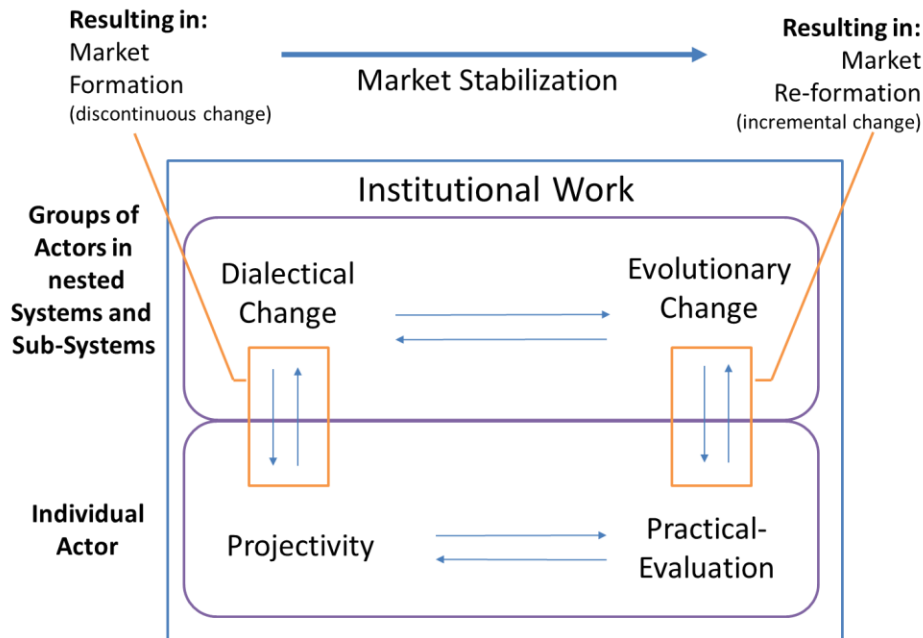 Resulting in:
Market
Formation
(discontinuous change)
Market Stabilization
Resulting in:
Market
Re-formation
(incremental change)
Institutional Work
Groups of
Actors in
nested
Systems and
Sub-Systems
Dialectical
Change
Evolutionary
Change
Individual
Actor
Projectivity
Practical-
Evaluation